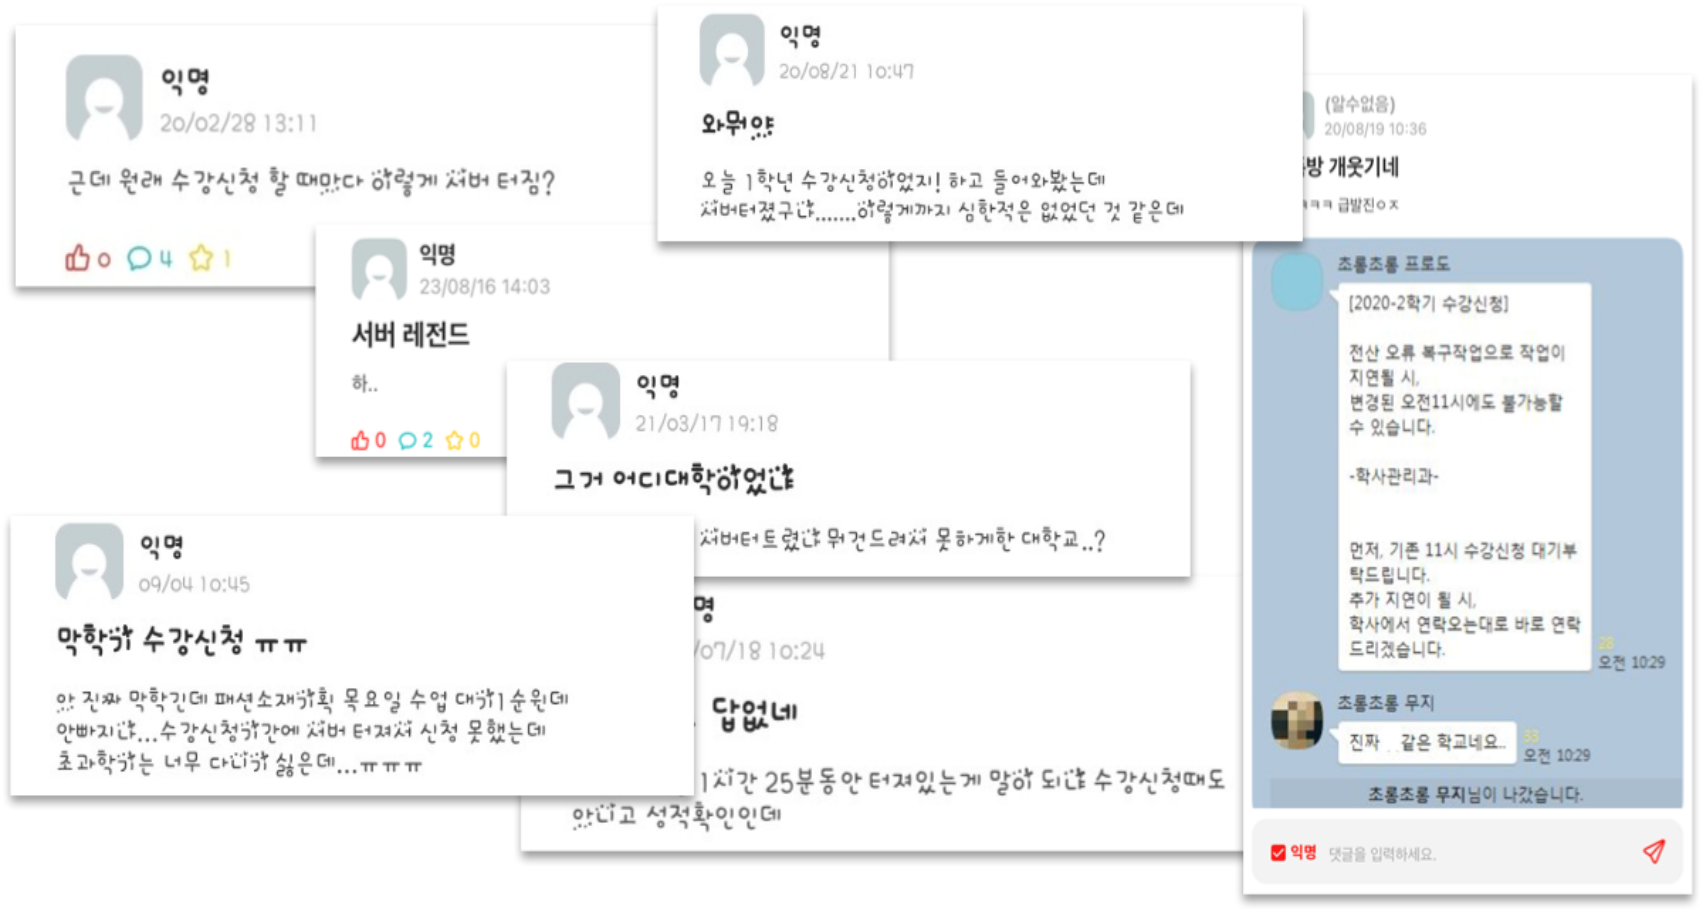 익명
20/02/28 13:11
근데 원래 수강신청 할 때마다 이렇게 서버 터짐?
0 4 1
익명
20/08/21 10:47
와뭐야
오늘 1학년 수강신청이었지! 하고 들어와봤는데
서버터졌구나.......이렇게까지 심한적은 없었던 것 같은데
(알수없음)
20/08/19 10:36
방 개웃기네
ㅋㅋ 급발진ㅇㅈ
익명
23/08/16 14:03
서버 레전드
하..
0 2 0
익명
21/03/17 19:18
그거 어디대학이었냐
서버터트렸나 뭐건드려서 못하게한 대학교..?
익명
09/04 10:45
막학기 수강신청 ㅠㅠ
아 진짜 막학긴데 패션소재기획 목요일 수업 대기1순원데
안빠지냐...수강신청시간에 서버 터져서 신청 못했는데
초과학기는 너무 다니기 싫은데...ㅠㅠㅠ
명
/07/18 10:24
답없네
1시간 25분동안 터져있는게 말이 되냐 수강신청때도
아니고 성적확인인데
초롱초롱 프로도
[2020-2학기 수강신청]
전산 오류 복구작업으로 작업이
지연될 시,
변경된 오전11시에도 불가능할
수 있습니다.
-학사관리과-
먼저, 기존 11시 수강신청 대기부
탁드립니다.
추가 지연이 될 시,
학사에서 연락오는대로 바로 연락
드리겠습니다.
28
오전 10:29
초롱초롱 무지
진짜 같은 학교네요..
33
오전 10:29
초롱초롱 무지님이 나갔습니다.
익명 댓글을 입력하세요.